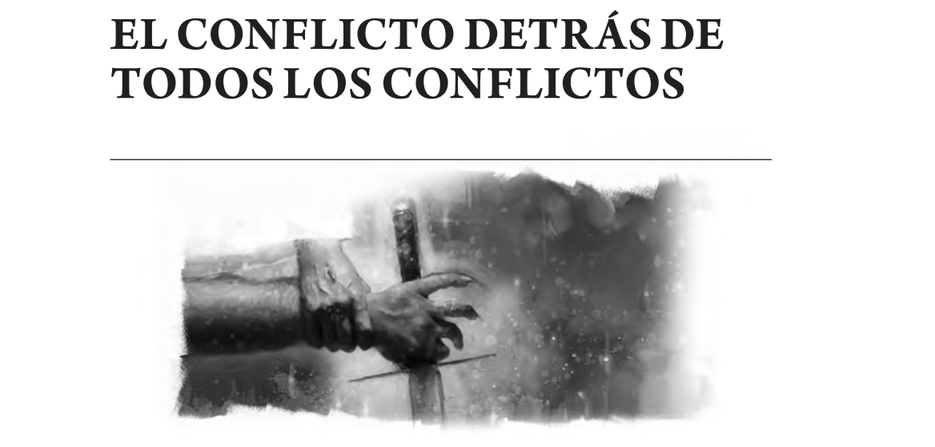 EL CONFLICTO DETRÁS DE
TODOS LOS CONFLICTOS